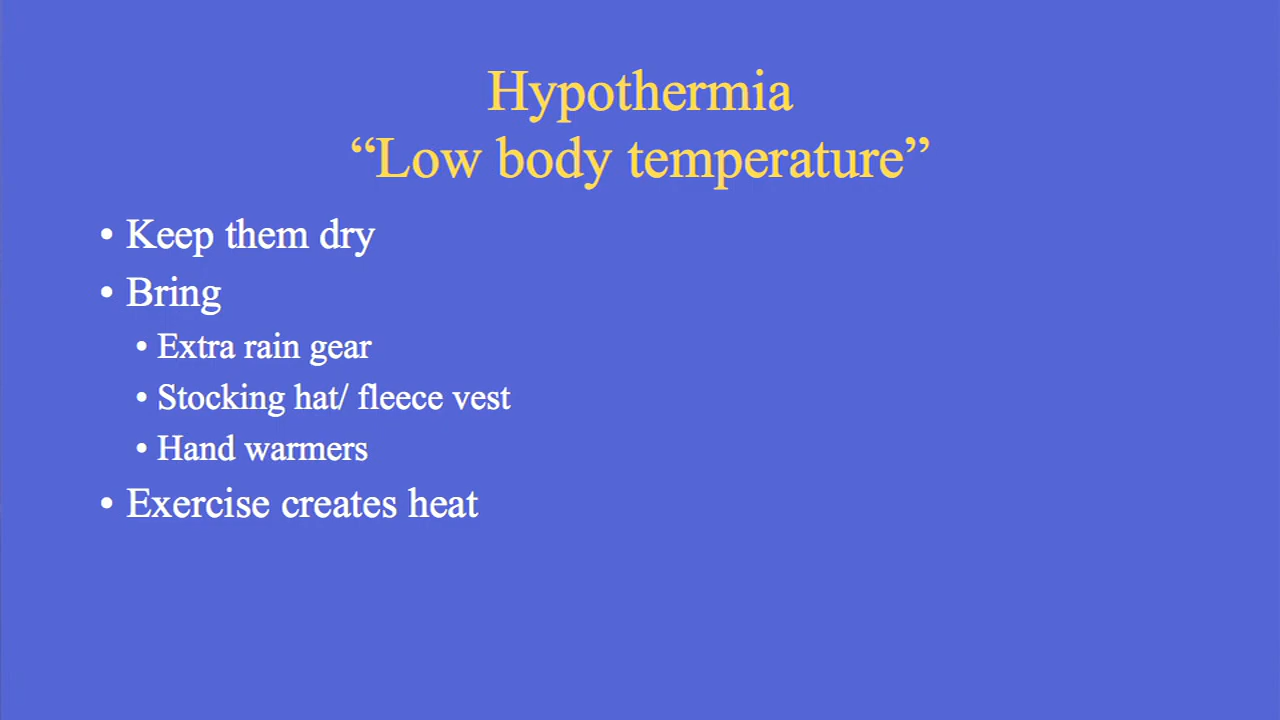 Hypothermia
“Low body temperature”
• Keep them dry
• Bring
• Extra rain gear
• Stocking hat/ fleece vest
• Hand warmers
• Exercise creates heat